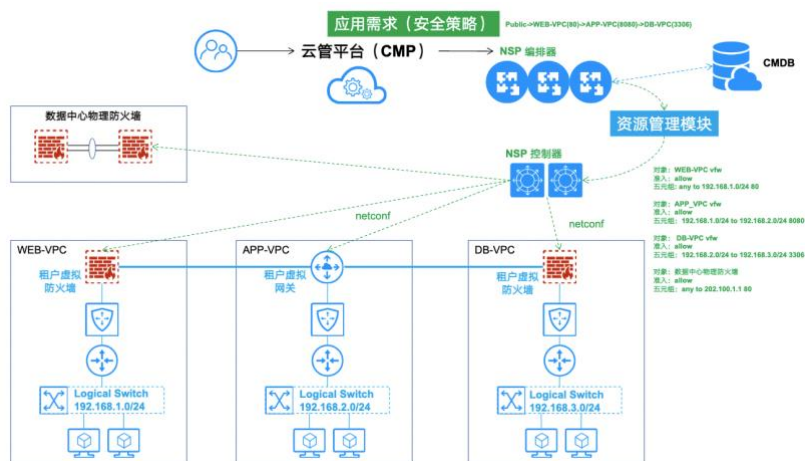 应用需求（安全策略）
Public->WEB-VPC(80)->APP-VPC(8080)->DB-VPC(3306)
云管平台（CMP）
NSP 编排器
CMDB
数据中心物理防火墙
资源管理模块
NSP 控制器
对象： WEB-VPC vfw
准入： allow
五元组: any to 192.168.1.0/24 80
对象： APP_VPC vfw
准入： allow
五元组： 192.168.1.0/24 to 192.168.2.0/24 8080
对象： DB-VPC vfw
准入： allow
五元组： 192.168.2.0/24 to 192.168.3.0/24 3306
对象： 数据中心物理防火墙
准入： allow
五元组： any to 202.100.1.1 80
netconf
netconf
WEB-VPC
租户虚拟
防火墙
Logical Switch
192.168.1.0/24
APP-VPC
租户虚拟
网关
Logical Switch
192.168.2.0/24
DB-VPC
租户虚拟
防火墙
Logical Switch
192.168.3.0/24